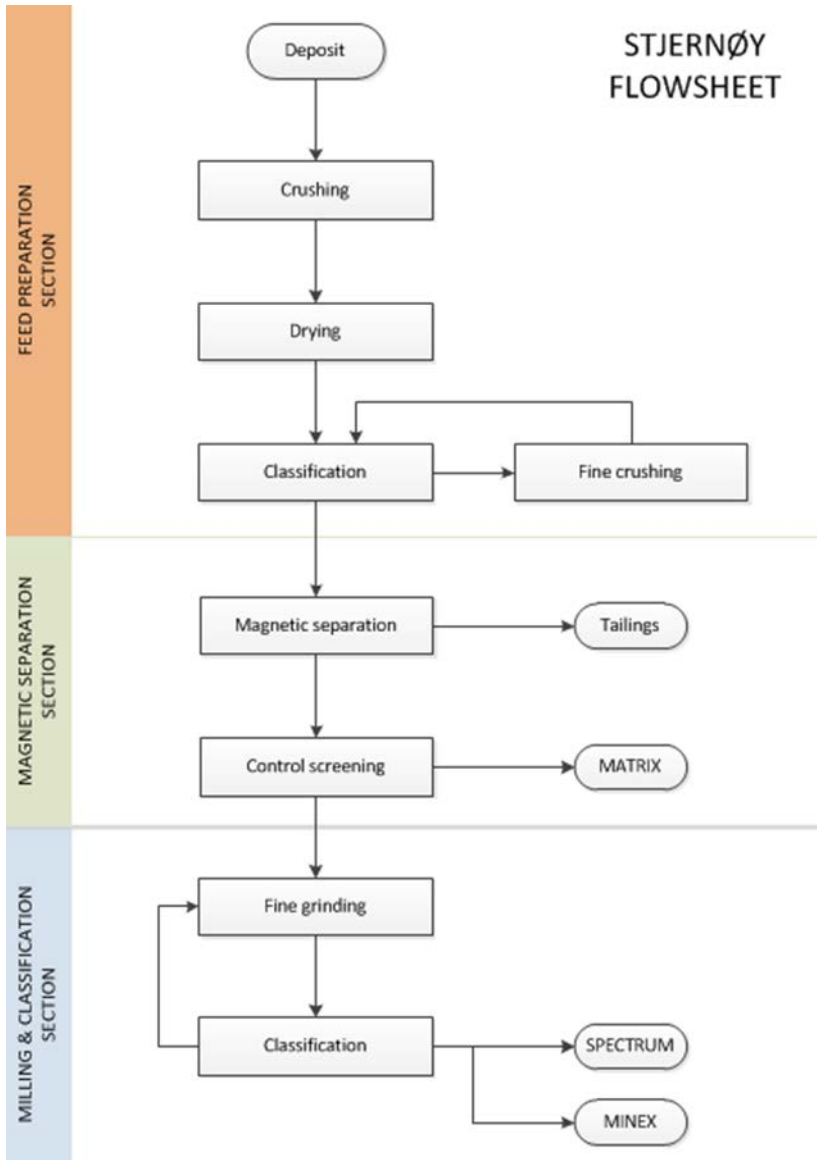 STJERNØY
FLOWSHEET
FEED PREPARATION
SECTION
Deposit
Crushing
Drying
Classification
Fine crushing
MAGNETIC SEPARATION
SECTION
Magnetic separation
Tailings
Control screening
MATRIX
MILLING & CLASSIFICATION
SECTION
Fine grinding
Classification
SPECTRUM
MINEX